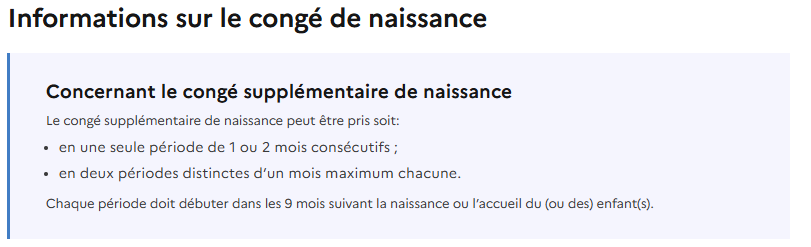 Informations sur le congé de naissance
Concernant le congé supplémentaire de naissance
Le congé supplémentaire de naissance peut être pris soit:
• en une seule période de 1 ou 2 mois consécutifs ;
• en deux périodes distinctes d'un mois maximum chacune.
Chaque période doit débuter dans les 9 mois suivant la naissance ou l'accueil du (ou des) enfant(s).